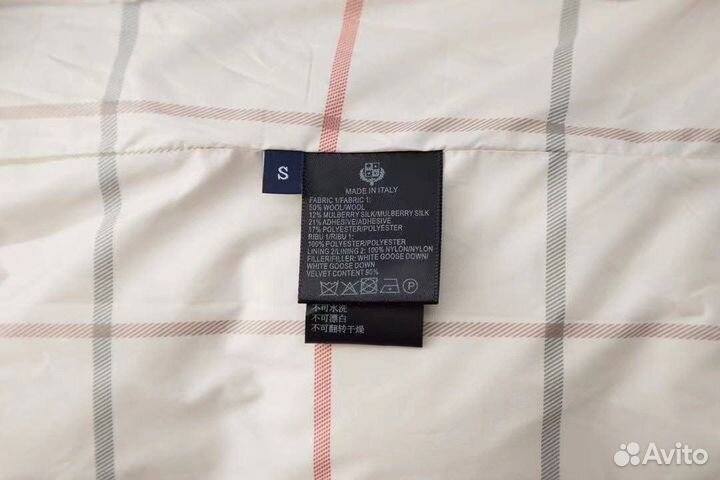 S
MADE IN ITALY
FABRIC 1/FABRIC 1:
50% WOOL/WOOL
12% MULBERRY SILK/MULBERRY SILK
21% ADHESIVE/ADHESIVE
17% POLYESTER/POLYESTER
RIBU 1/RIBU 1:
100% POLYESTER/POLYESTER
LINING 2/LINING 2: 100% NYLON/NYLON
FILLER/FILLER: WHITE GOOSE DOWN/
WHITE GOOSE DOWN
VELVET CONTENT 90%
P
不可水洗
不可漂白
不可翻转干燥
Avito